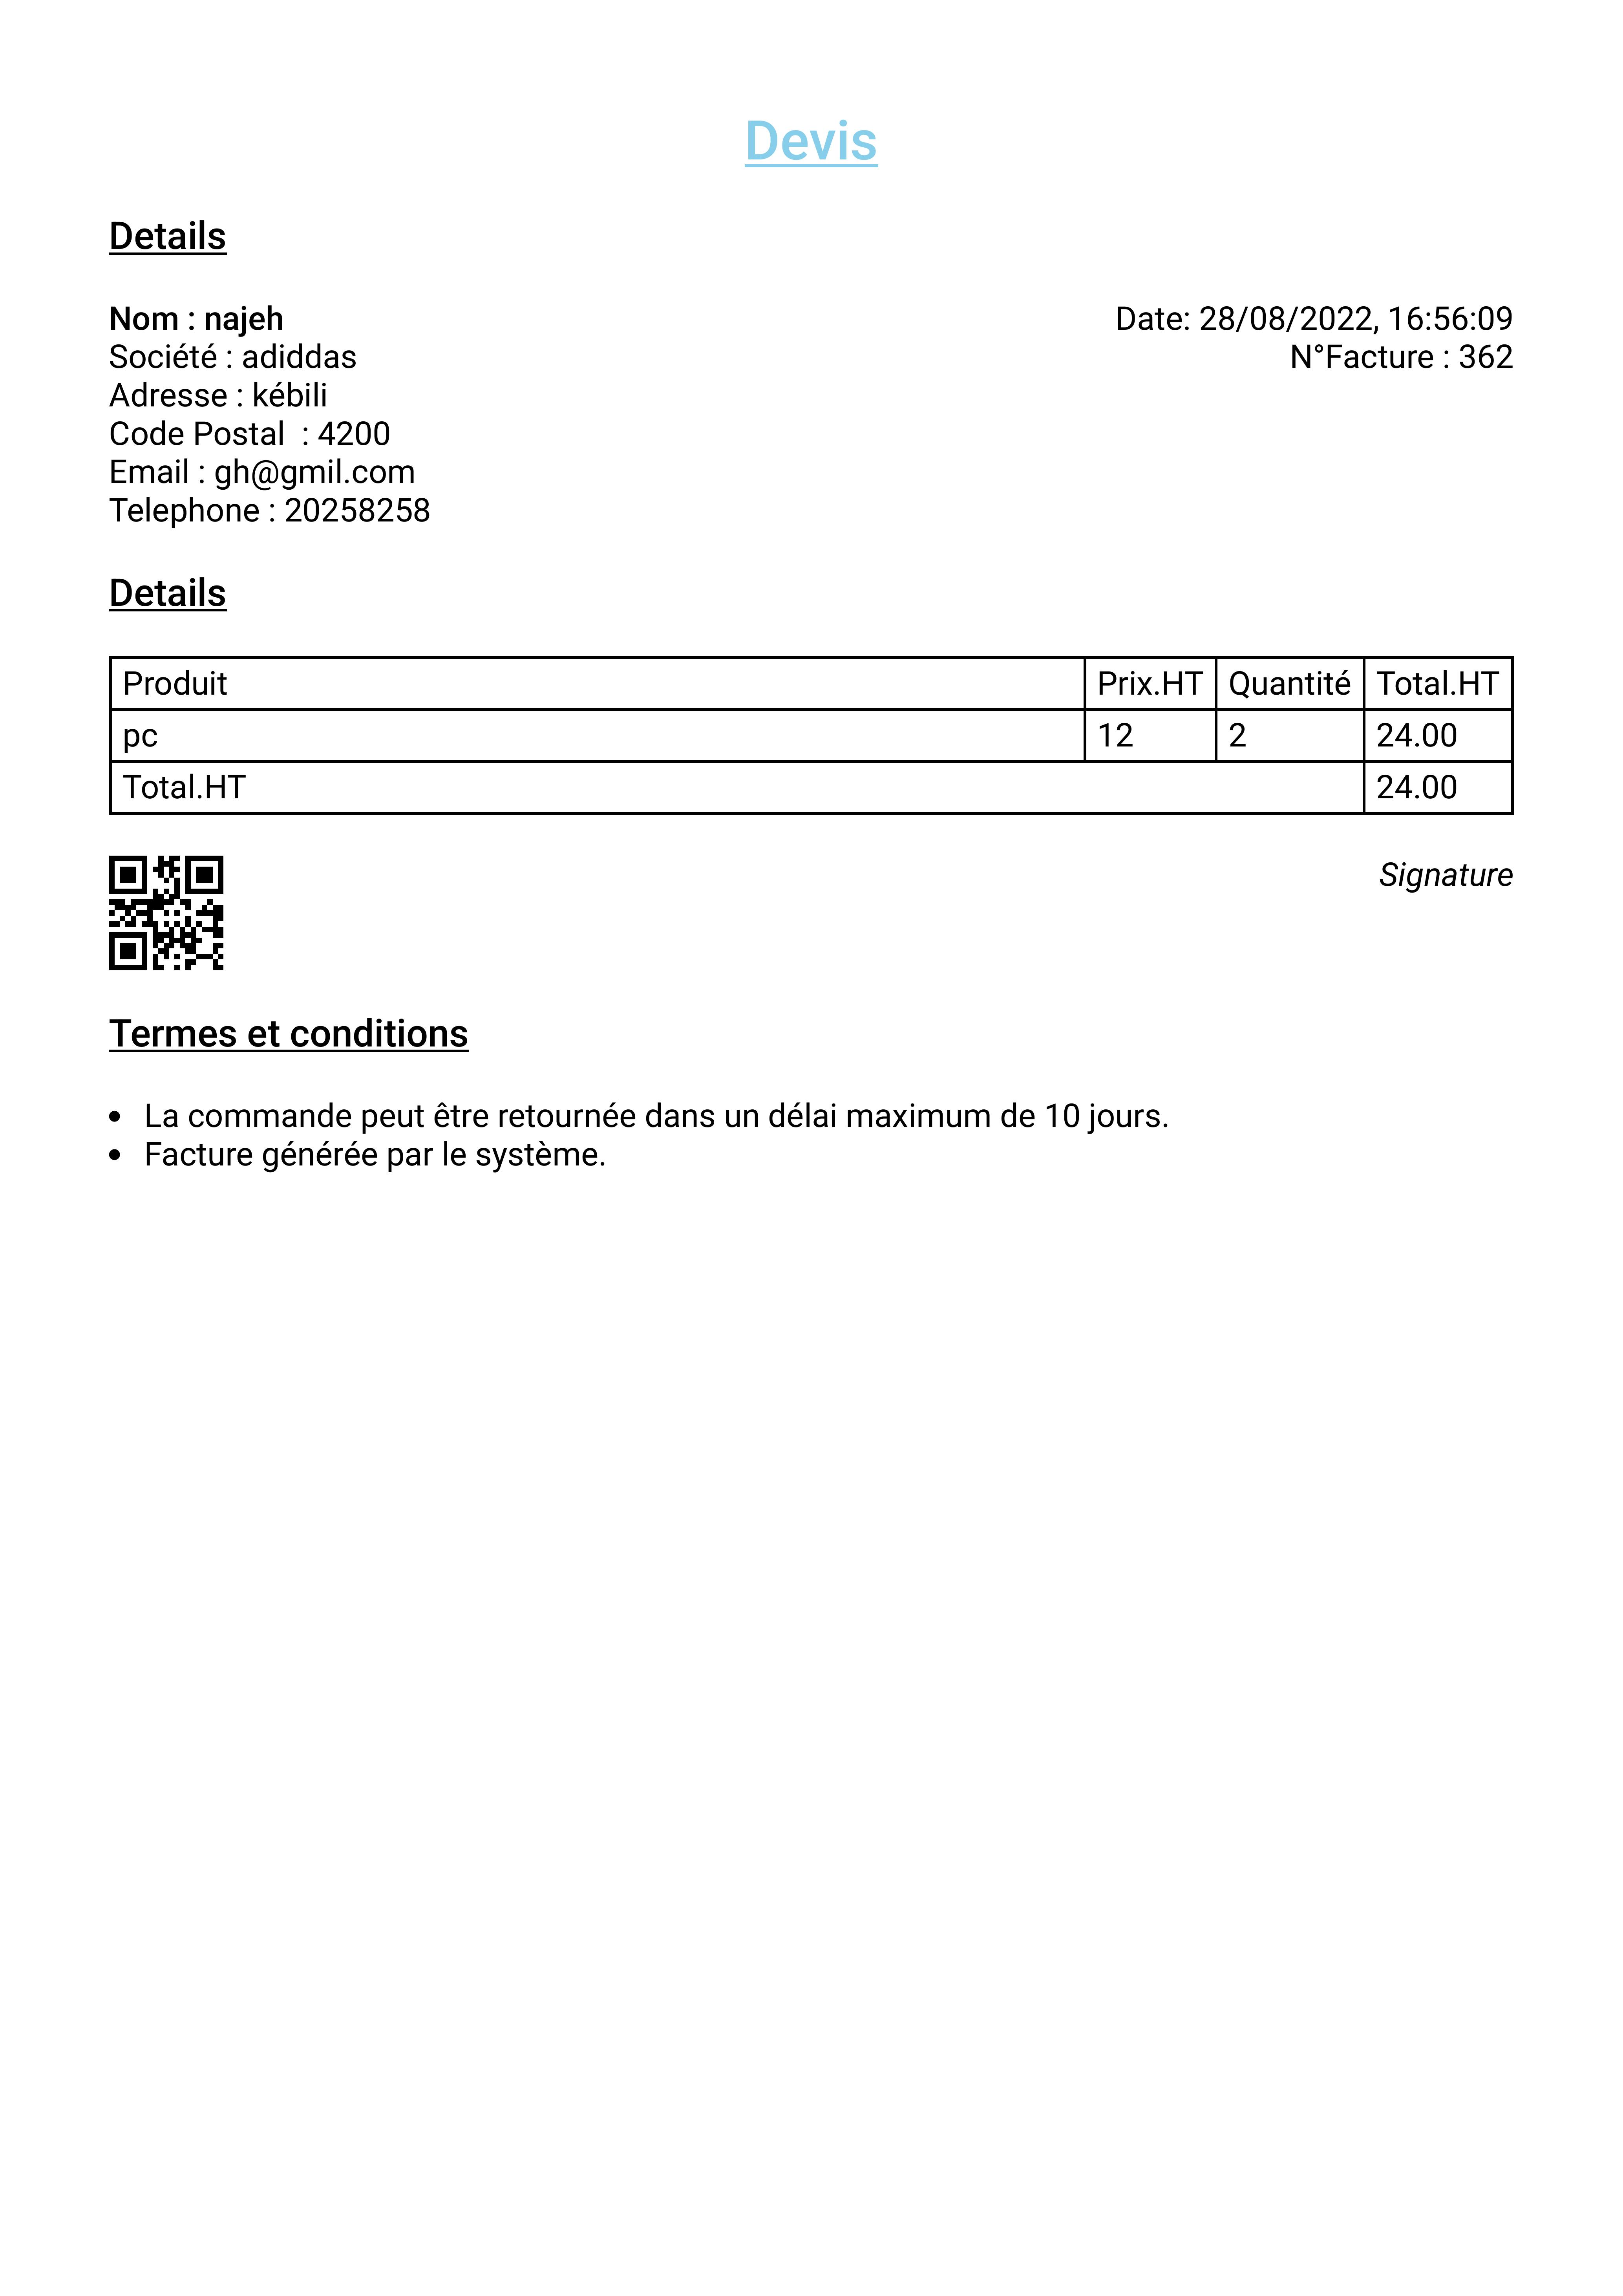 Devis
Details
Nom : najeh
Date: 28/08/2022, 16:56:09
Société : adiddas
N°Facture : 362
Adresse : kébili
Code Postal  : 4200
Email : gh@gmil.com
Telephone : 20258258
Details
Produit Prix.HT Quantité Total.HT
pc 12 2 24.00
Total.HT 24.00
Signature
Termes et conditions
• La commande peut être retournée dans un délai maximum de 10 jours.
• Facture générée par le système.